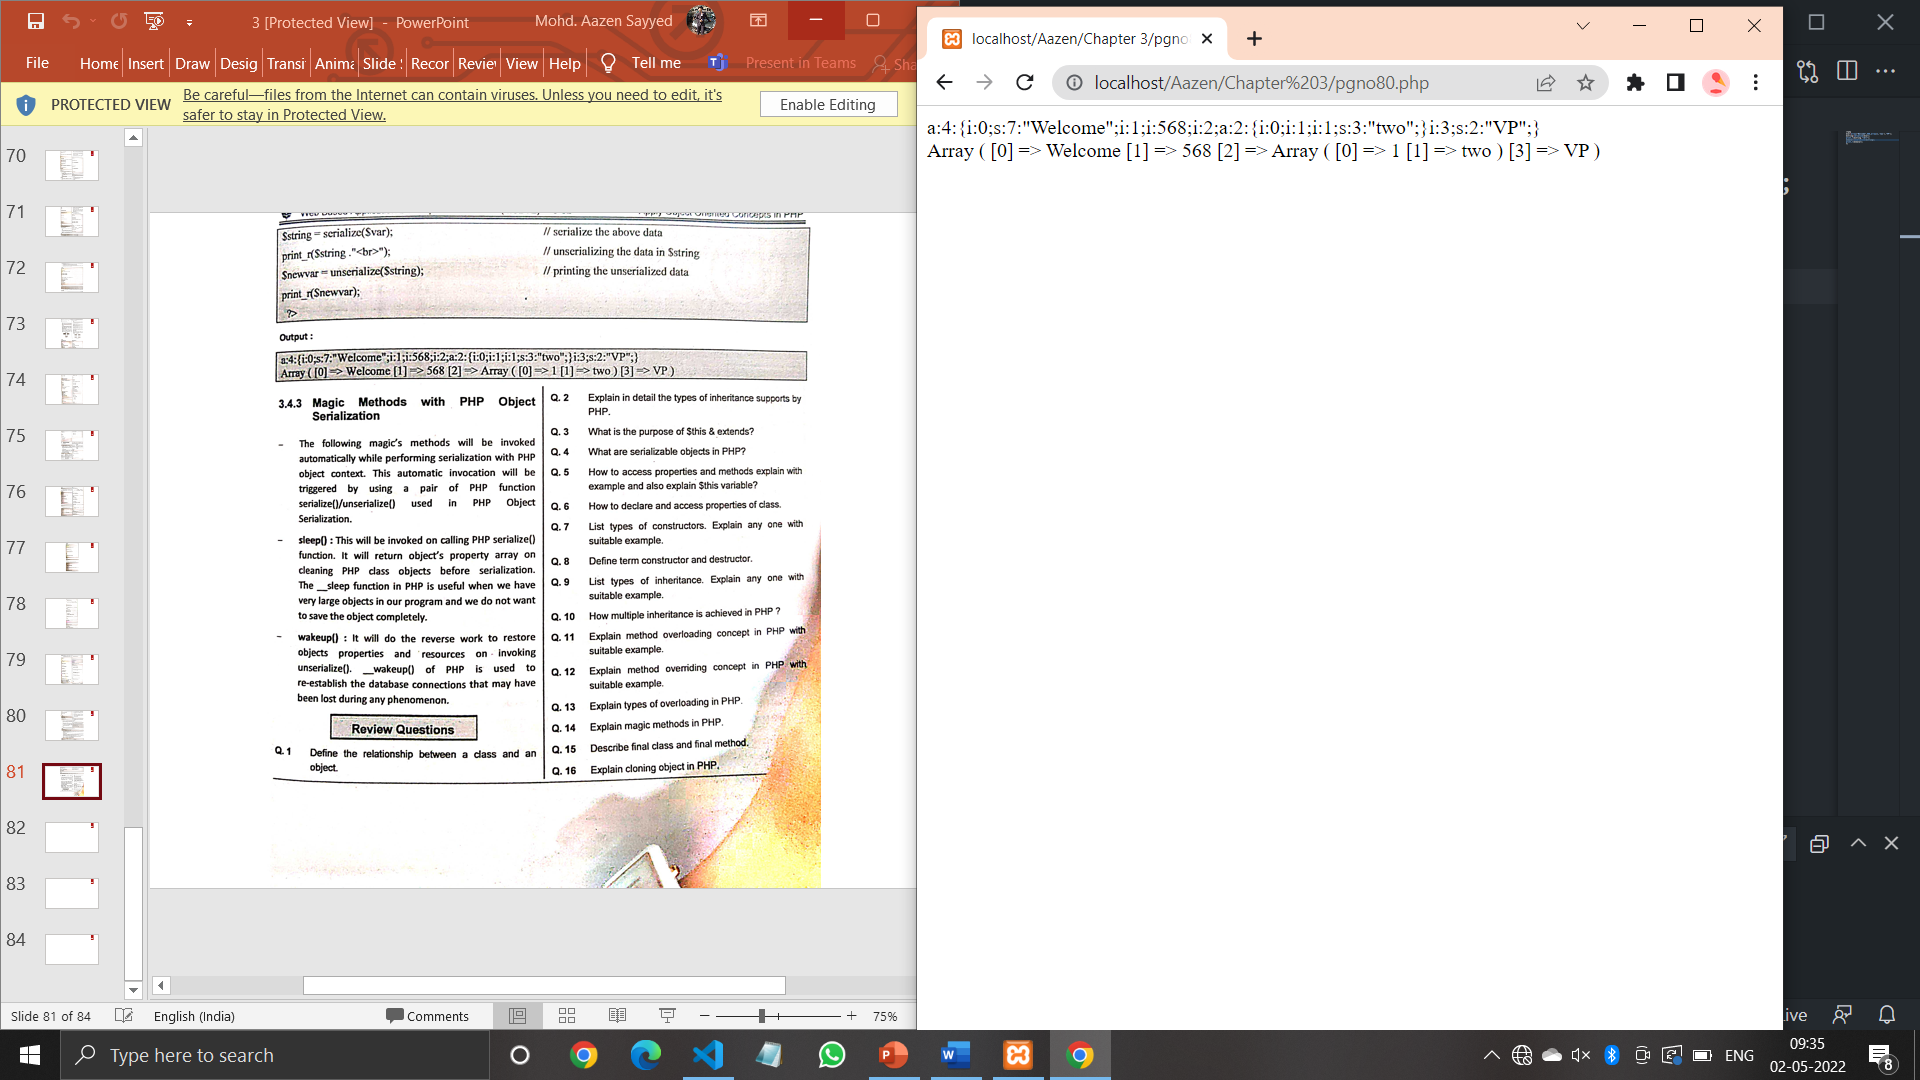 3 [Protected View] - PowerPoint
Mohd. Aazen Sayyed
File
Home
Insert
Draw
Desig
Transi
Anima
Slide
Recor
Review
View
Help
Tell me
Present in Teams
Sha
PROTECTED VIEW
Be careful—files from the Internet can contain viruses. Unless you need to edit, it's
safer to stay in Protected View.
Enable Editing
70
71
72
73
74
75
76
77
78
79
80
81
82
83
84
Apply Object Oriented Concepts in PHP
$string = serialize($var); // serialize the above data
print_r($string ."<br>"); // unserializing the data in $string
$newvar = unserialize($string); // printing the unserialized data
print_r($newvar);
?>
Output :
a:4:{i:0;s:7:"Welcome";i:1;i:568;i:2;a:2:{i:0;i:1;i:1;s:3:"two";}i:3;s:2:"VP";}
Array ( [0] => Welcome [1] => 568 [2] => Array ( [0] => 1 [1] => two ) [3] => VP )
3.4.3 Magic Methods with PHP Object
Serialization
– The following magic's methods will be invoked
automatically while performing serialization with PHP
object context. This automatic invocation will be
triggered by using a pair of PHP function
serialize()/unserialize() used in PHP Object
Serialization.
– sleep() : This will be invoked on calling PHP serialize()
function. It will return object's property array on
cleaning PHP class objects before serialization.
The __sleep function in PHP is useful when we have
very large objects in our program and we do not want
to save the object completely.
– wakeup() : It will do the reverse work to restore
objects properties and resources on invoking
unserialize(). __wakeup() of PHP is used to
re-establish the database connections that may have
been lost during any phenomenon.
Review Questions
Q. 1 Define the relationship between a class and an
object.
Q. 2 Explain in detail the types of inheritance supports by
PHP.
Q. 3 What is the purpose of $this & extends?
Q. 4 What are serializable objects in PHP?
Q. 5 How to access properties and methods explain with
example and also explain $this variable?
Q. 6 How to declare and access properties of class.
Q. 7 List types of constructors. Explain any one with
suitable example.
Q. 8 Define term constructor and destructor.
Q. 9 List types of inheritance. Explain any one with
suitable example.
Q. 10 How multiple inheritance is achieved in PHP ?
Q. 11 Explain method overloading concept in PHP with
suitable example.
Q. 12 Explain method overriding concept in PHP with
suitable example.
Q. 13 Explain types of overloading in PHP.
Q. 14 Explain magic methods in PHP.
Q. 15 Describe final class and final method.
Q. 16 Explain cloning object in PHP.
Slide 81 of 84
English (India)
Comments
75%
localhost/Aazen/Chapter 3/pgno
localhost/Aazen/Chapter%203/pgno80.php
a:4:{i:0;s:7:"Welcome";i:1;i:568;i:2;a:2:{i:0;i:1;i:1;s:3:"two";}i:3;s:2:"VP";}
Array ( [0] => Welcome [1] => 568 [2] => Array ( [0] => 1 [1] => two ) [3] => VP )
;
ive
Type here to search
ENG
09:35
02-05-2022
8